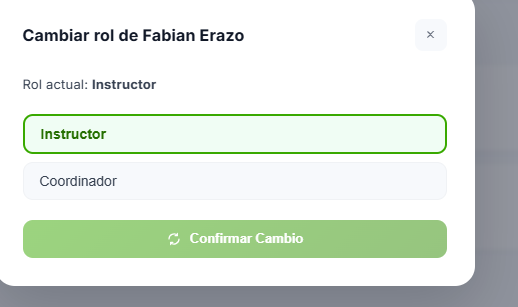 Cambiar rol de Fabian Erazo
×
Rol actual: Instructor
Instructor
Coordinador
Confirmar Cambio